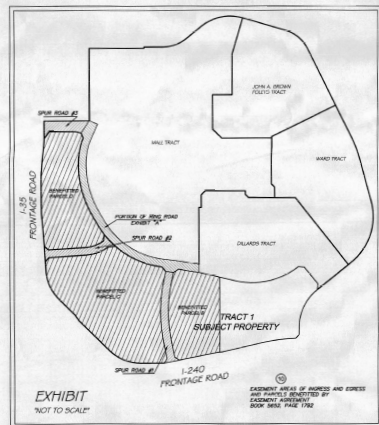 JOHN A. BROWN
FOLEYS TRACT
SPUR ROAD #3
MALL TRACT
WARD TRACT
BENEFITTED
PARCEL D
I-35
FRONTAGE ROAD
PORTION OF RING ROAD
EXHIBIT "A"
SPUR ROAD #2
DILLARDS TRACT
BENEFITTED
PARCEL C
BENEFITTED
PARCEL B
TRACT 1
SUBJECT PROPERTY
SPUR ROAD #1
I-240
FRONTAGE ROAD
10
EXHIBIT
"NOT TO SCALE"
EASEMENT AREAS OF INGRESS AND EGRESS
AND PARCELS BENEFITTED BY
EASEMENT AGREEMENT
BOOK 5653, PAGE 1792